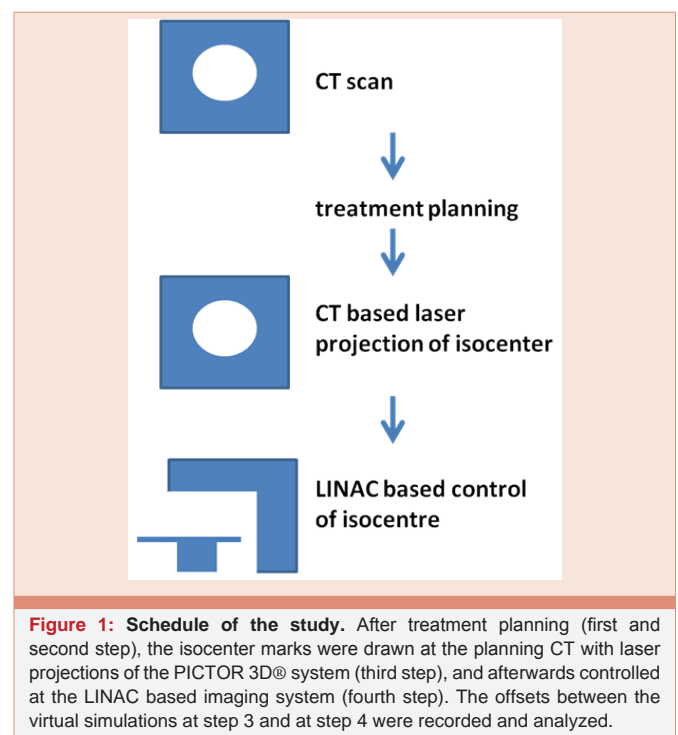 CT scan
treatment planning
CT based laser
projection of isocenter
LINAC based control
of isocentre
Figure 1: Schedule of the study. After treatment planning (first and
second step), the isocenter marks were drawn at the planning CT with laser
projections of the PICTOR 3D® system (third step), and afterwards controlled
at the LINAC based imaging system (fourth step). The offsets between the
virtual simulations at step 3 and at step 4 were recorded and analyzed.